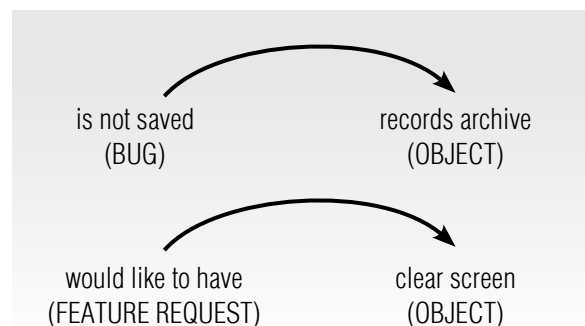 is not saved records archive
(BUG) (OBJECT)
would like to have clear screen
(FEATURE REQUEST) (OBJECT)